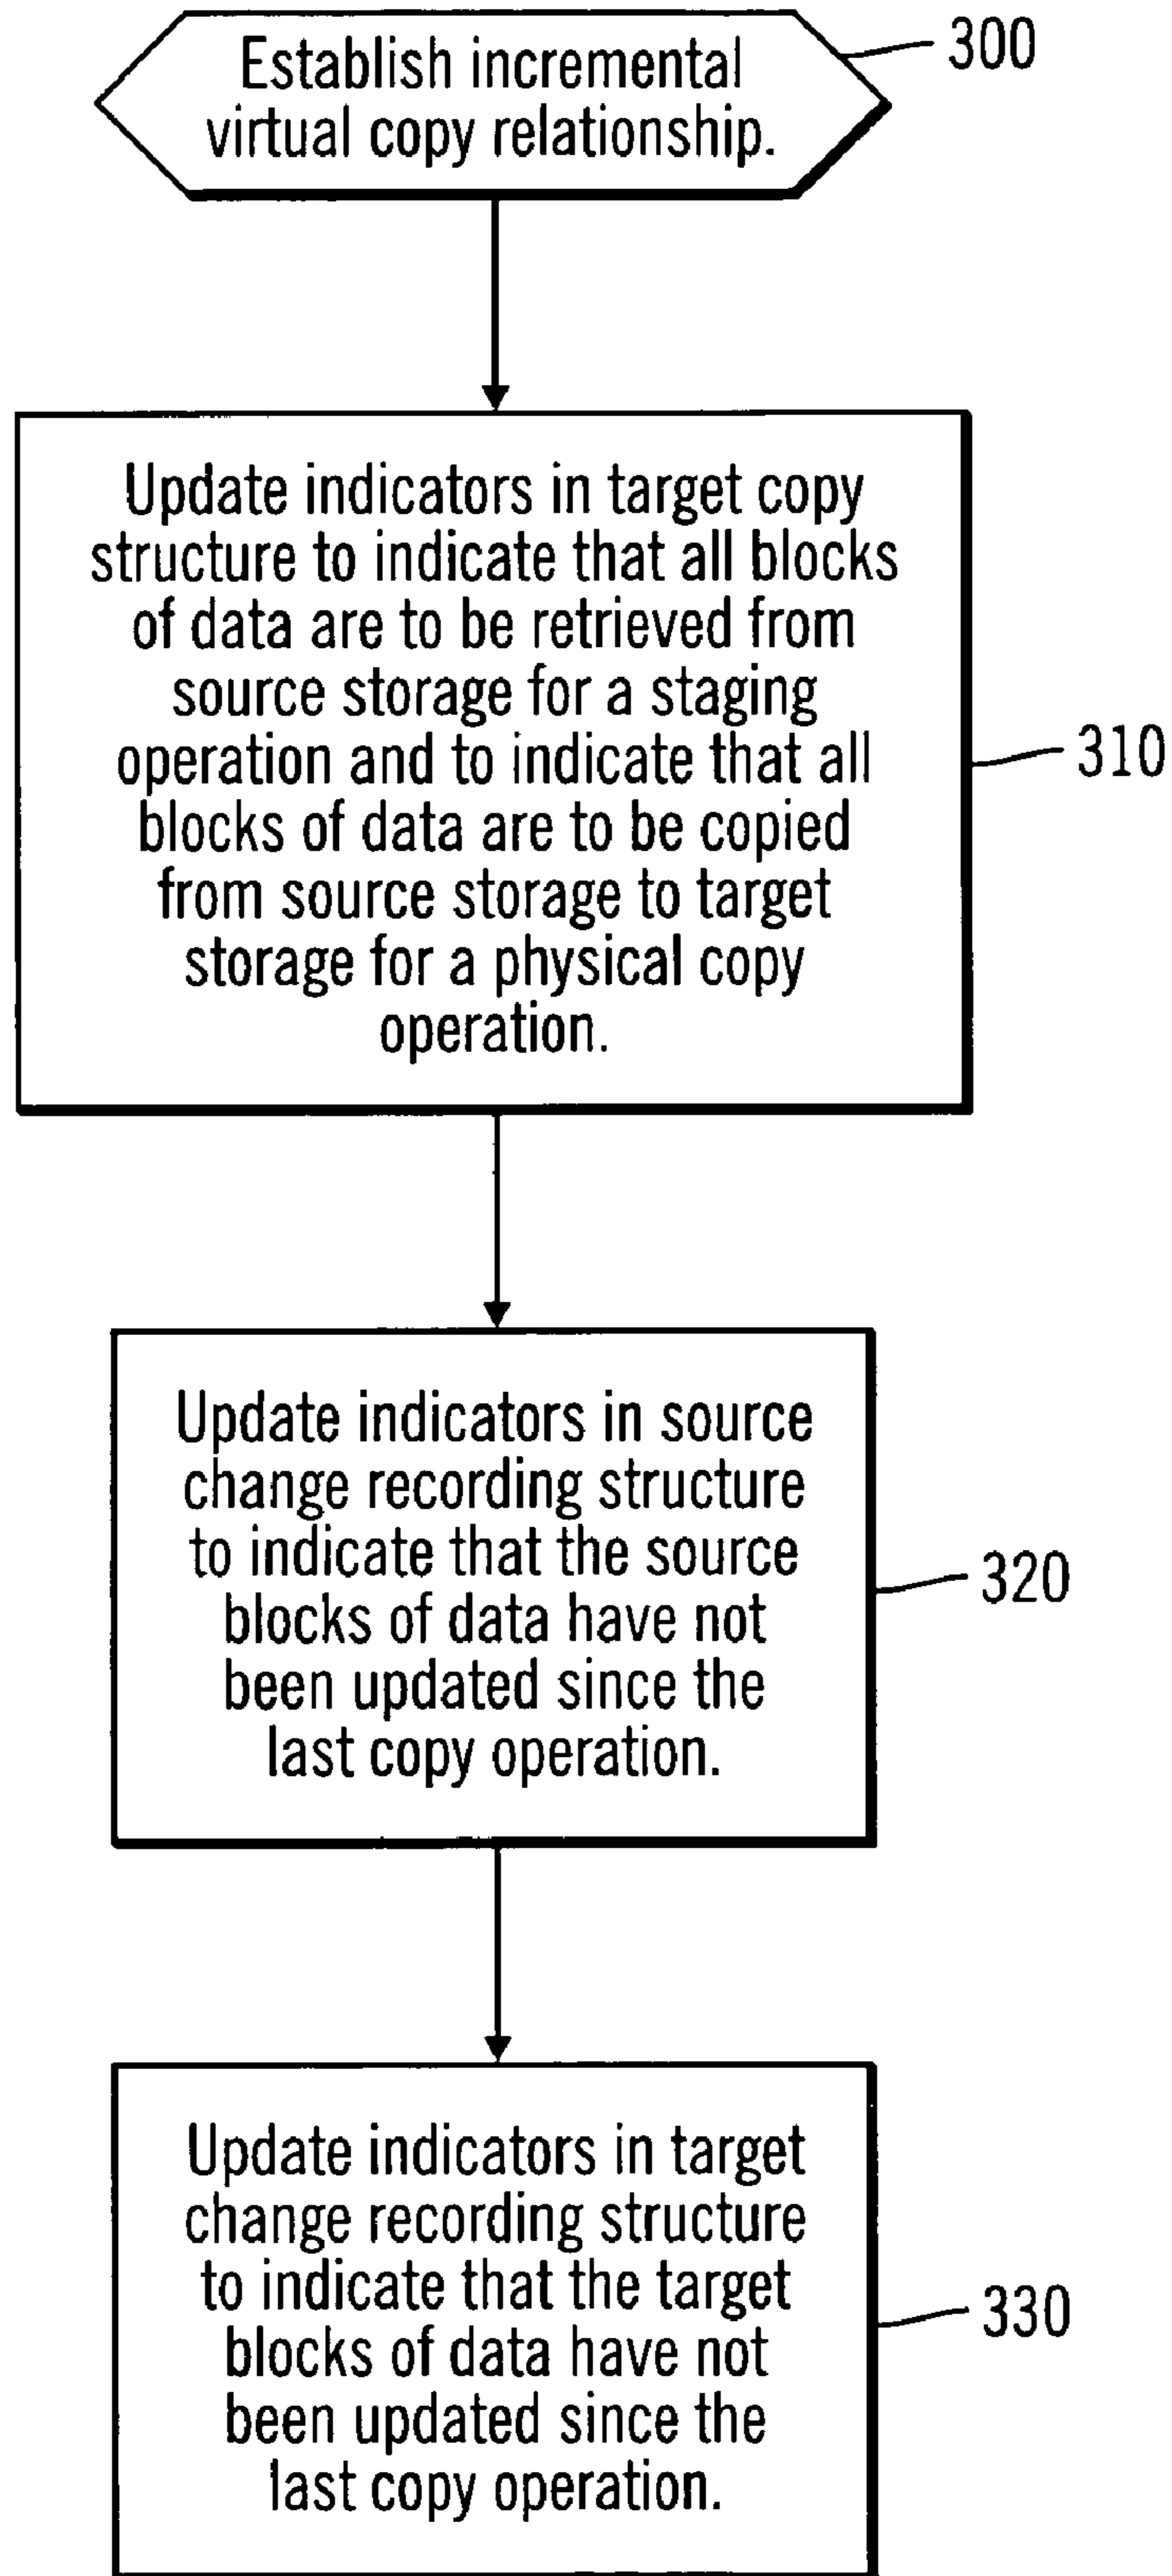 Establish incremental
virtual copy relationship.
300
Update indicators in target copy
structure to indicate that all blocks
of data are to be retrieved from
source storage for a staging
operation and to indicate that all
blocks of data are to be copied
from source storage to target
storage for a physical copy
operation.
310
Update indicators in source
change recording structure
to indicate that the source
blocks of data have not
been updated since the
last copy operation.
320
Update indicators in target
change recording structure
to indicate that the target
blocks of data have not
been updated since the
last copy operation.
330